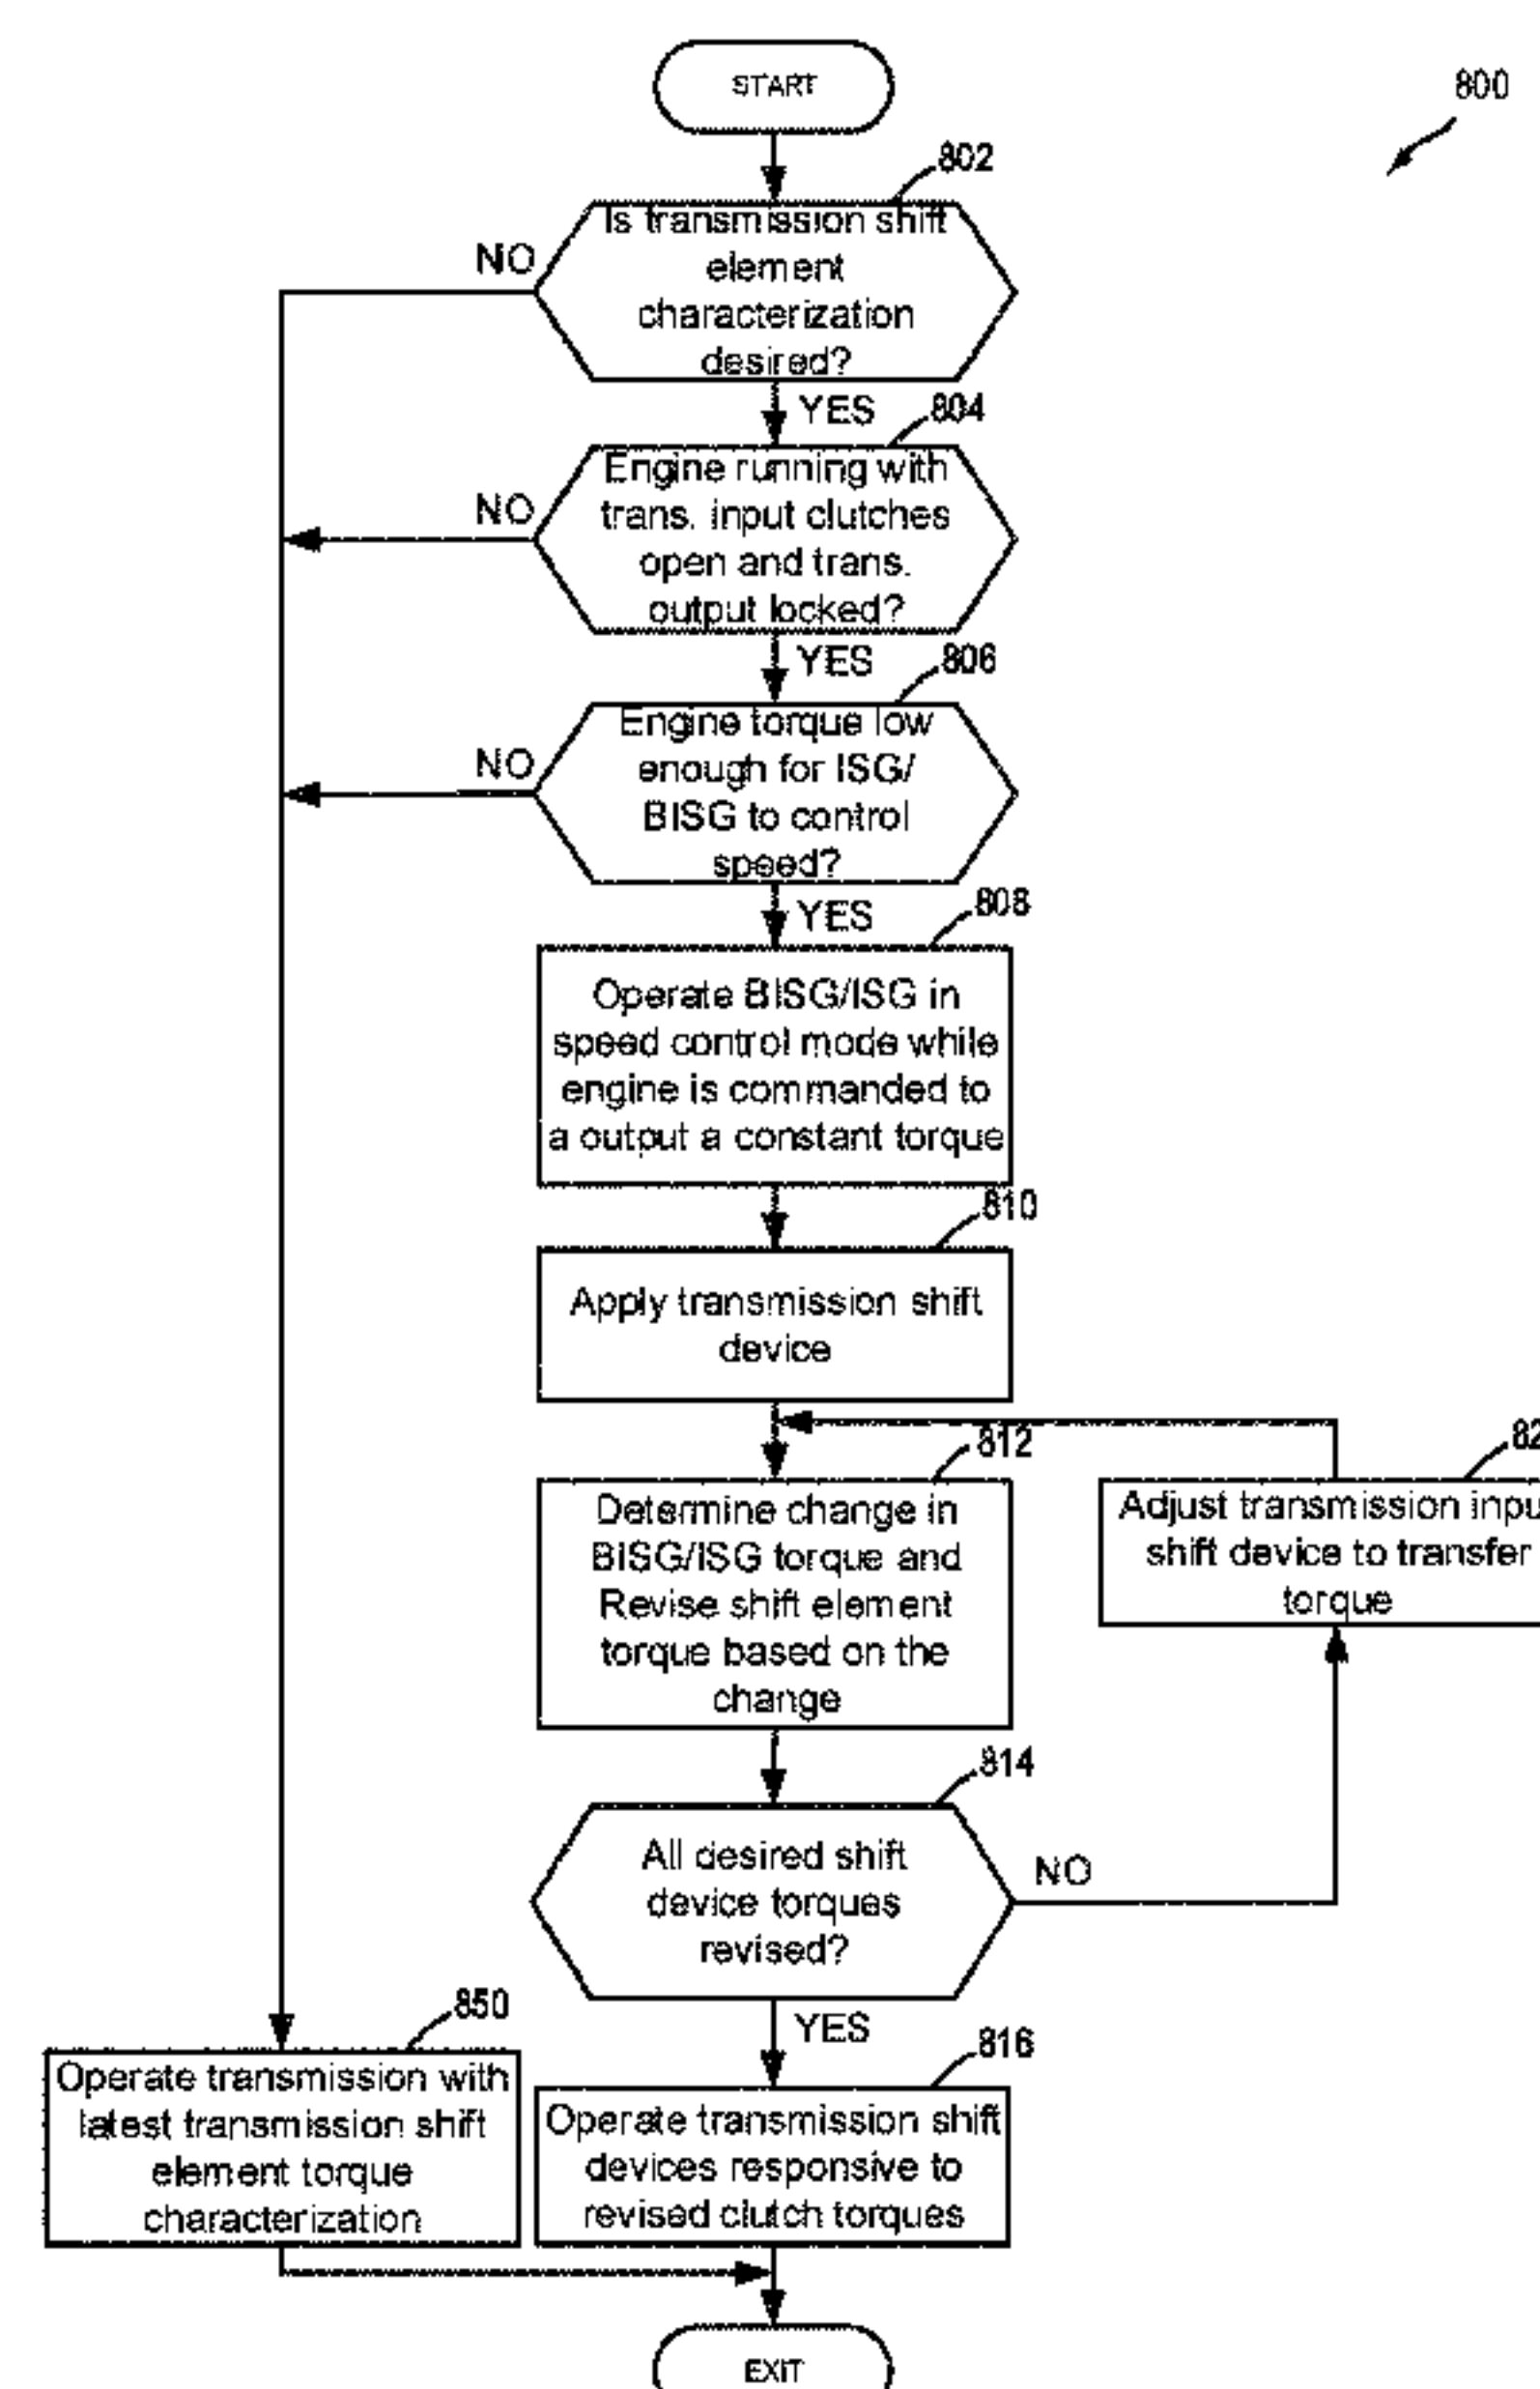 START
800
802
Is transmission shift
element
characterization
desired?
NO
YES
804
Engine running with
trans. input clutches
open and trans.
output locked?
NO
YES
806
Engine torque low
enough for ISG/
BISG to control
speed?
NO
YES
808
Operate BISG/ISG in
speed control mode while
engine is commanded to
a output a constant torque
810
Apply transmission shift
device
812
Determine change in
BISG/ISG torque and
Revise shift element
torque based on the
change
82
Adjust transmission inpu
shift device to transfer
torque
814
All desired shift
device torques
revised?
NO
YES
850
Operate transmission with
latest transmission shift
element torque
characterization
816
Operate transmission shift
devices responsive to
revised clutch torques
EXIT